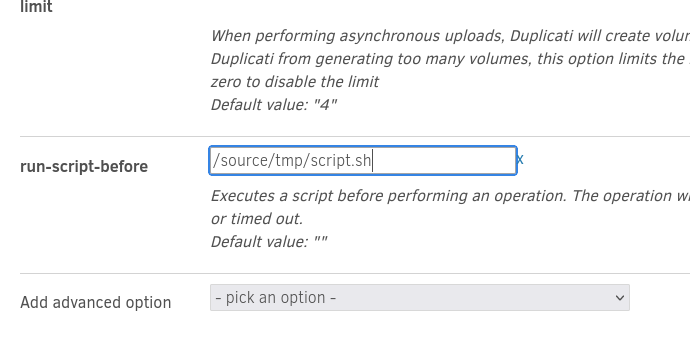 limit
When performing asynchronous uploads, Duplicati will create
Duplicati from generating too many volumes, this option limits the
zero to disable the limit
Default value: "4"
run-script-before
/source/tmp/script.sh
x
Executes a script before performing an operation. The operation
or timed out.
Default value: ""
Add advanced option
- pick an option -